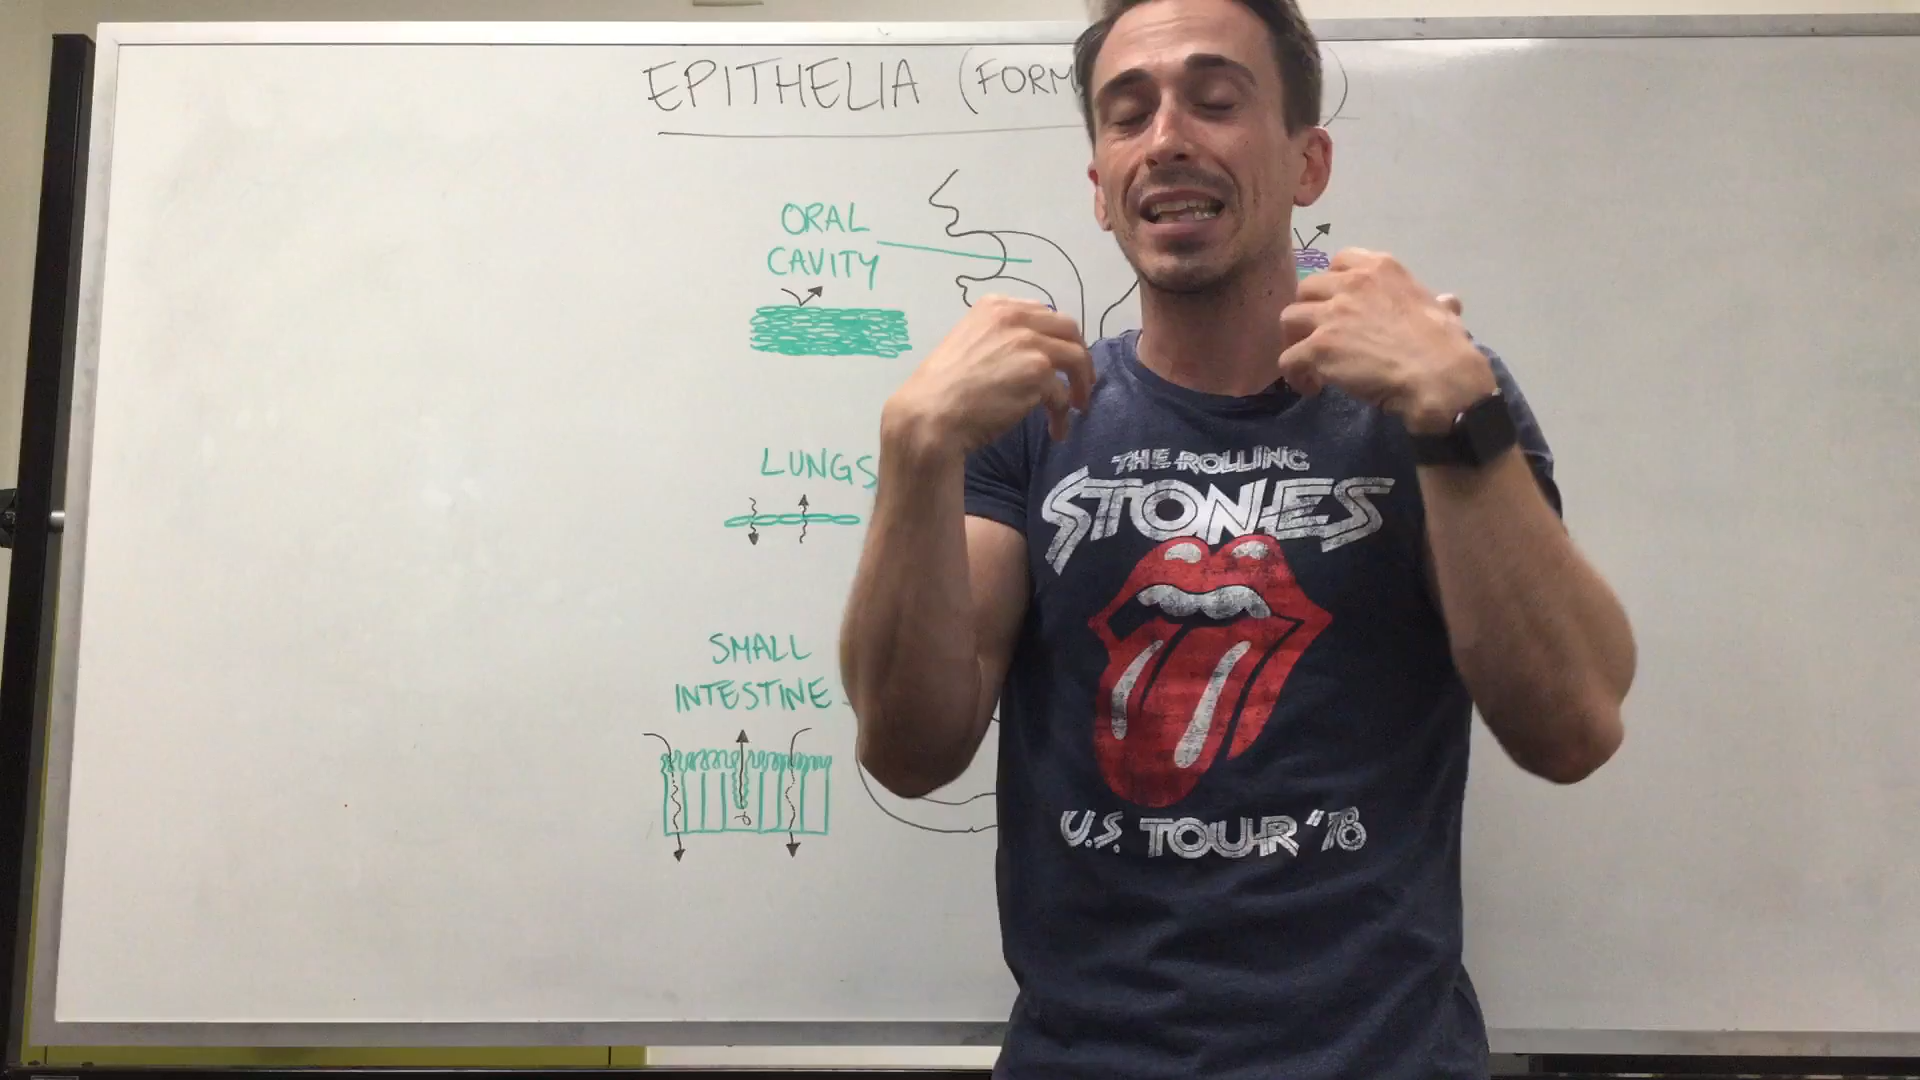 EPITHELIA (FORM
ORAL
CAVITY
LUNGS
SMALL
INTESTINE
THE ROLLING
STONES
U.S. TOUR '78